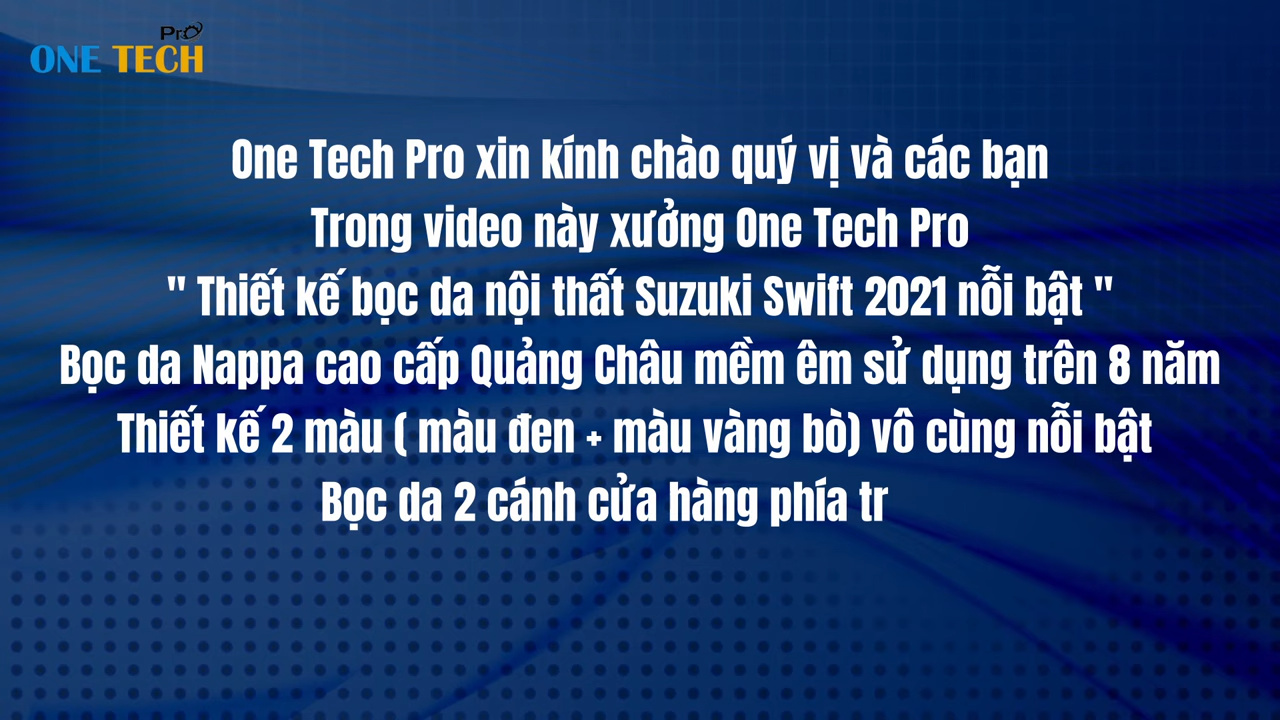 Pro
ONE TECH
One Tech Pro xin kính chào quý vị và các bạn
Trong video này xưởng One Tech Pro
" Thiết kế bọc da nội thất Suzuki Swift 2021 nỗi bật "
Bọc da Nappa cao cấp Quảng Châu mềm êm sử dụng trên 8 năm
Thiết kế 2 màu ( màu đen + màu vàng bò) vô cùng nỗi bật
Bọc da 2 cánh cửa hàng phía tr